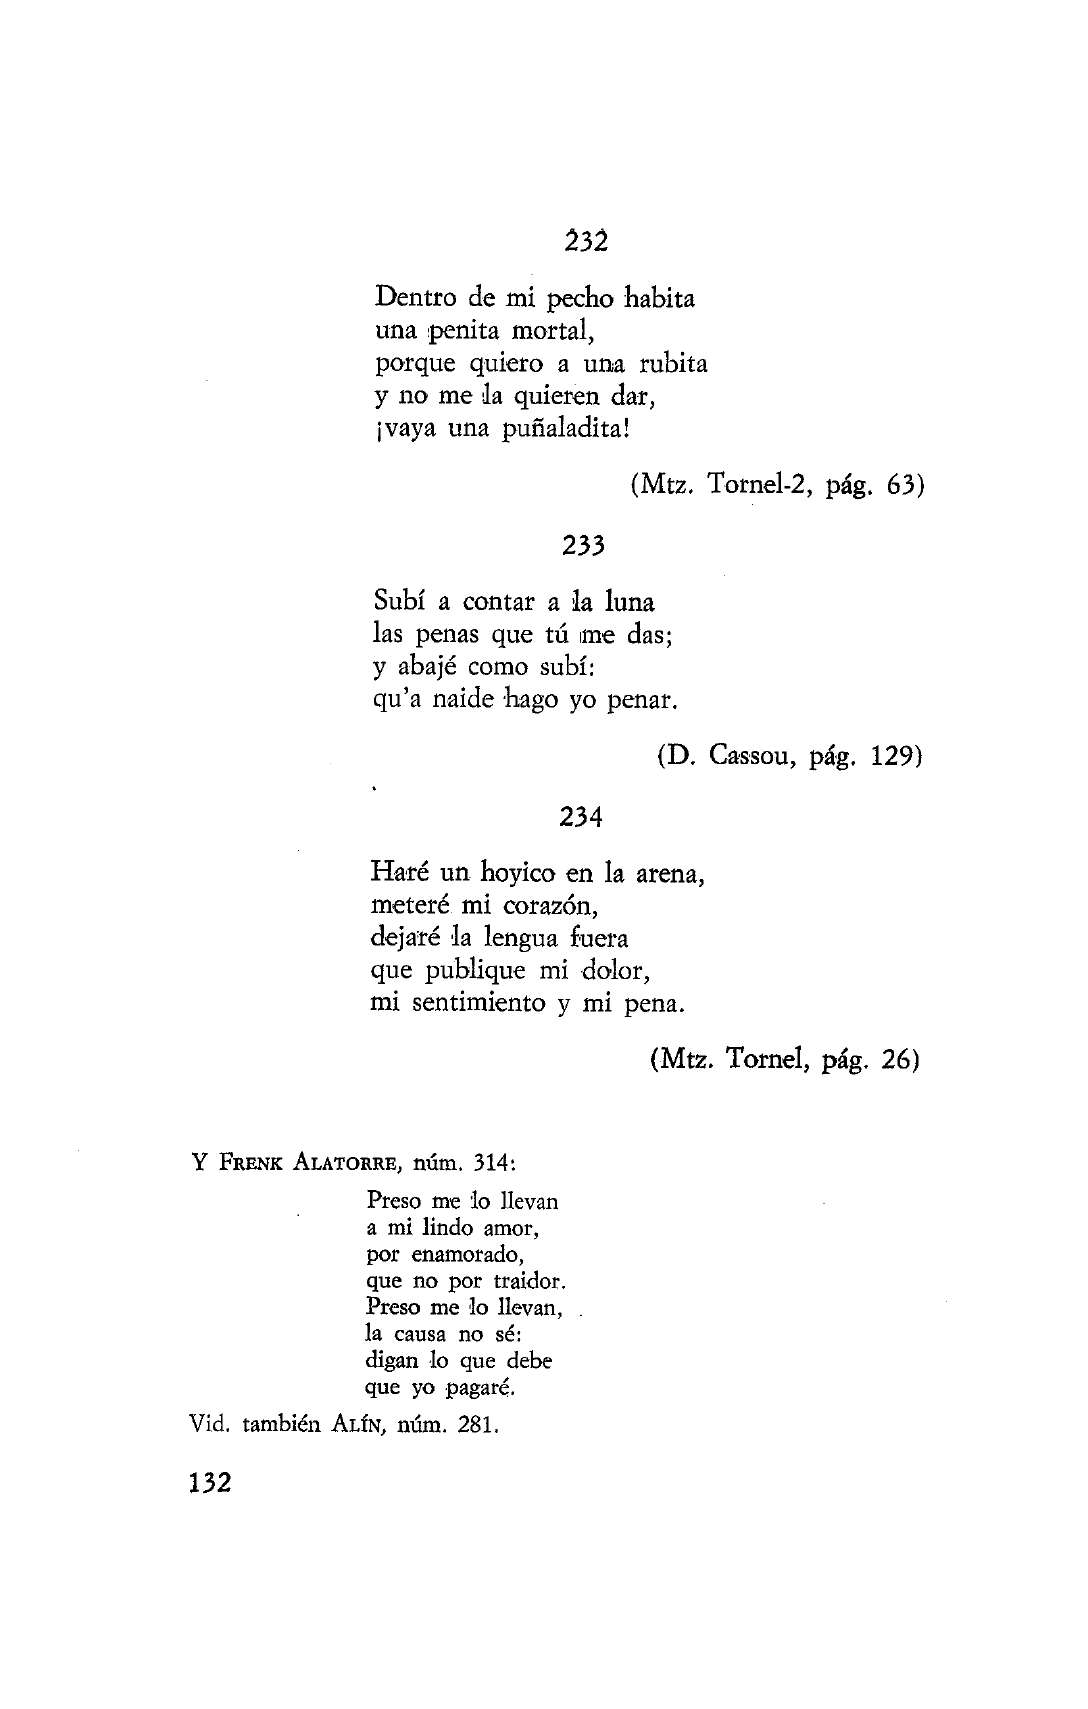 232
Dentro de mi pecho habita
una penita mortal,
porque quiero a una rubita
y no me la quieren dar,
¡vaya una puñaladita!
(Mtz. Tornel-2, pág. 63)
233
Subí a contar a la luna
las penas que tú me das;
y abajé como subí:
qu'a naide hago yo penar.
(D. Cassou, pág. 129)
234
Haré un hoyico en la arena,
meteré mi corazón,
dejaré la lengua fuera
que publique mi dolor,
mi sentimiento y mi pena.
(Mtz. Tornel, pág. 26)
Y FRENK ALATORRE, núm. 314:
Preso me lo llevan
a mi lindo amor,
por enamorado,
que no por traidor.
Preso me lo llevan,
la causa no sé:
digan lo que debe
que yo pagaré.
Vid. también ALÍN, núm. 281.
132